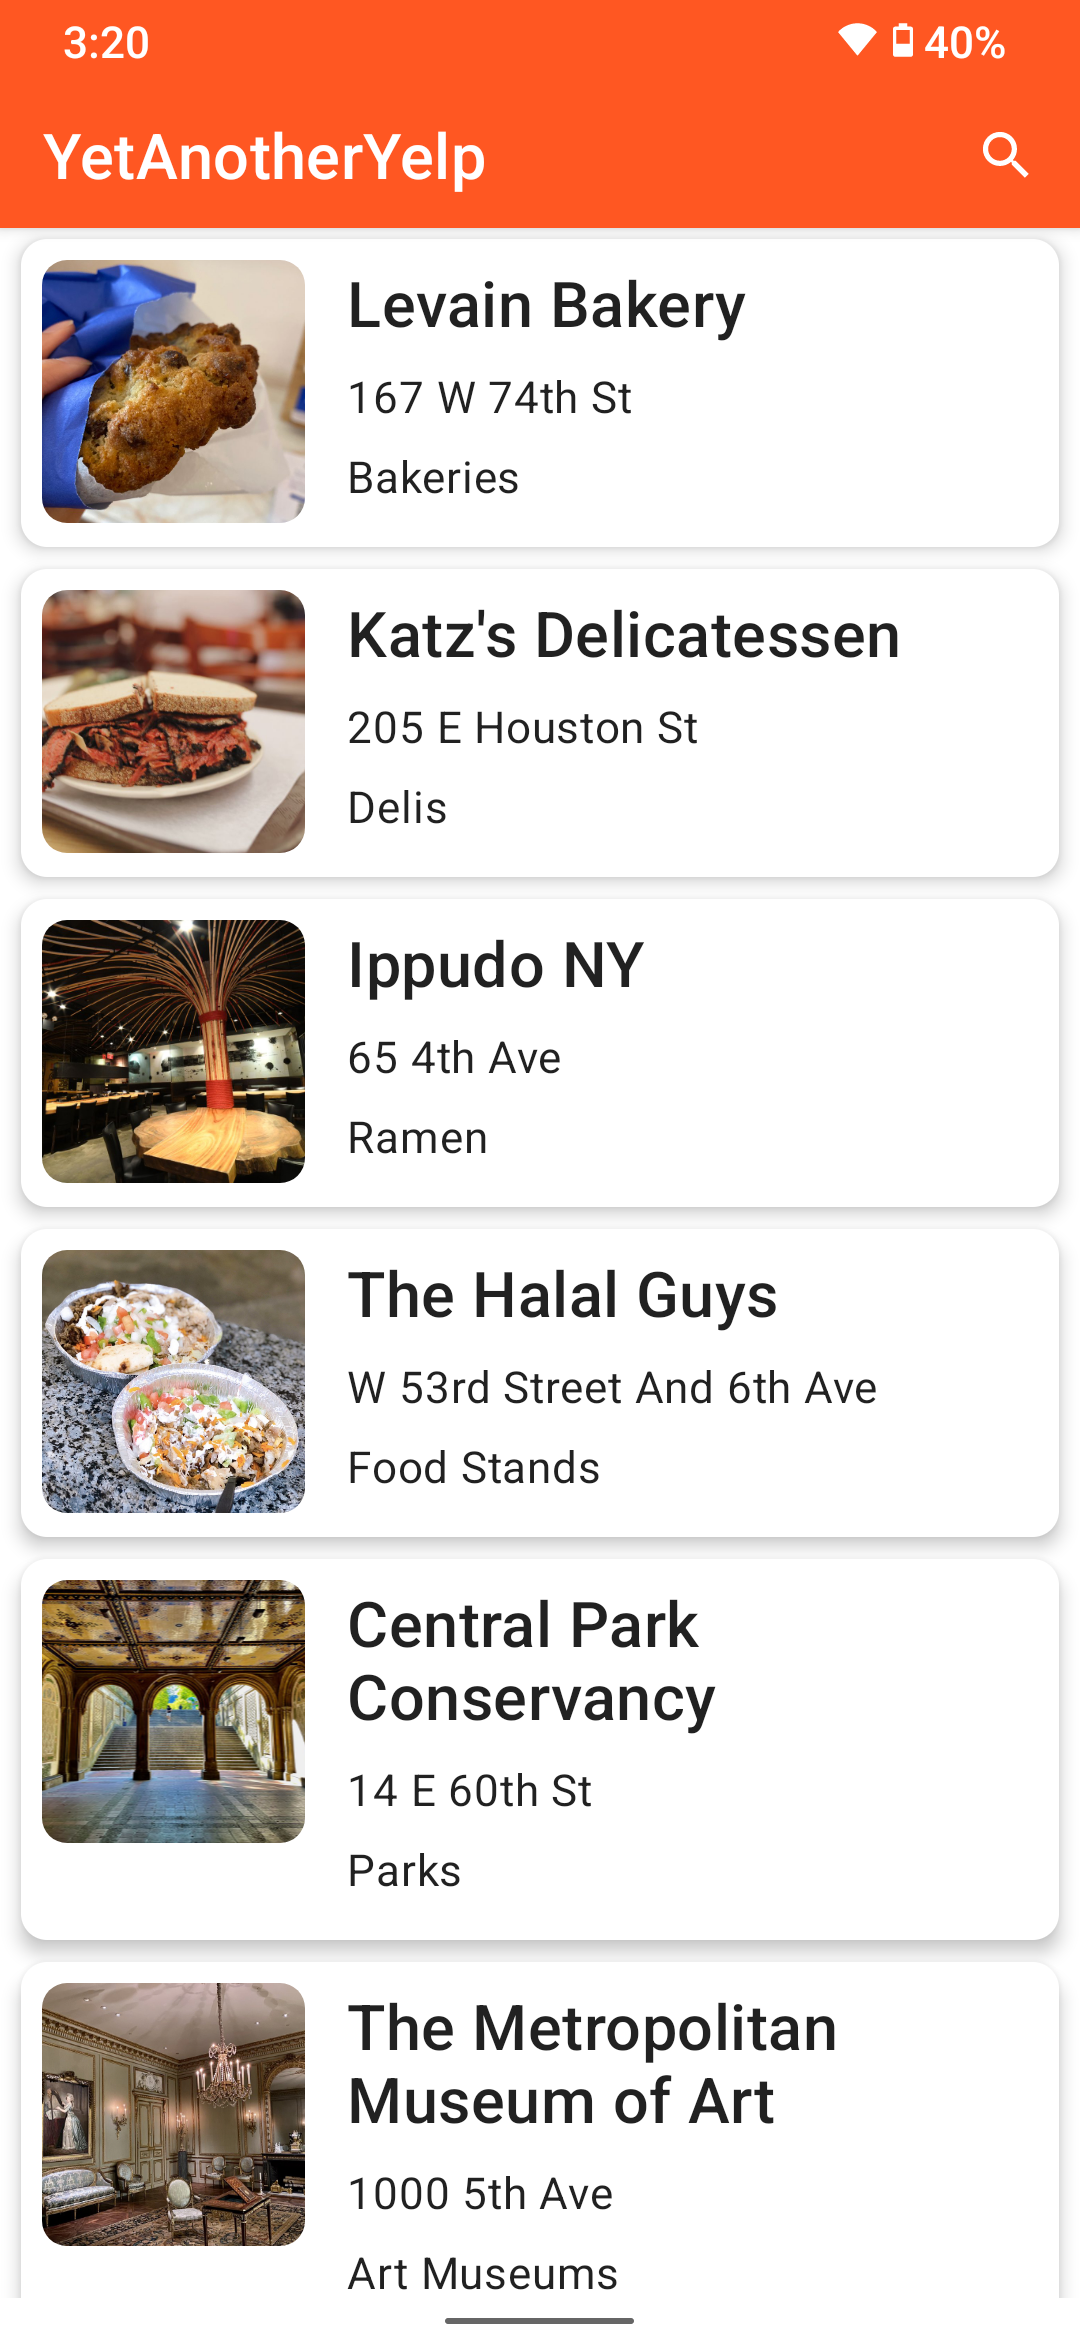 3:20
40%
YetAnotherYelp
Levain Bakery
167 W 74th St
Bakeries
Katz's Delicatessen
205 E Houston St
Delis
Ippudo NY
65 4th Ave
Ramen
The Halal Guys
W 53rd Street And 6th Ave
Food Stands
Central Park
Conservancy
14 E 60th St
Parks
The Metropolitan
Museum of Art
1000 5th Ave
Art Museums